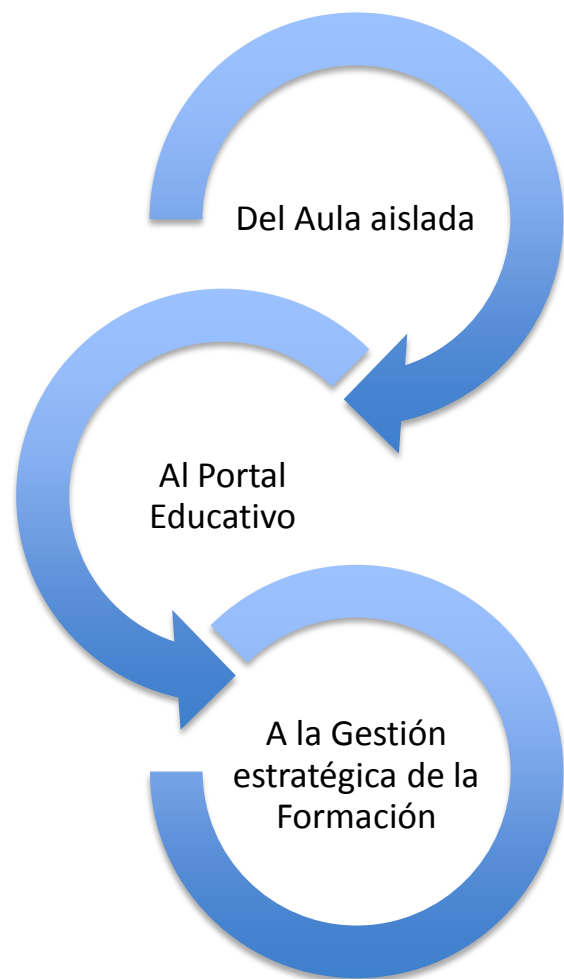 Del Aula aislada
Al Portal
Educativo
A la Gestión
estratégica de la
Formación